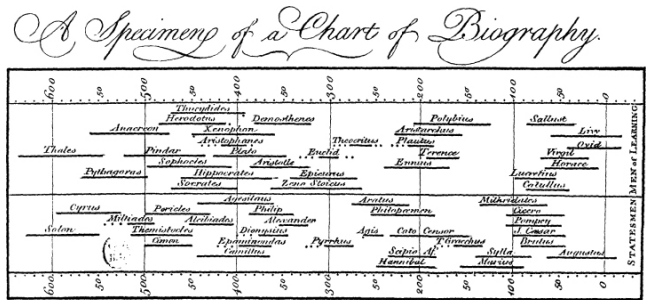 A Specimen of a Chart of Biography.
600 50 500 50 400 50 300 50 200 50 100 50 0
Thucydides
Herodotus Demosthenes Polybius Sallust
Anacreon Xenophon Aristarchus Livy
Aristophanes Theocritus Plautus Ovid
Thales Pindar Plato Euclid Terence Virgil
Sophocles Aristotle Ennius Horace
Pythagoras Hippocrates Epicurus Lucretius
Socrates Zeno Stoicus Catullus
MEN of LEARNING
Agesilaus Aratus Mithridates
Cyrus Pericles Philip Philopœmen Cicero
Miltiades Alcibiades Alexander Pompey
Solon Themistocles Dionysius Agis Cato Censor J. Cæsar
Cimon Epaminondas Pyrrhus T. Gracchus Brutus
Camillus Scipio Af. Sylla Augustus
Hannibal Marius
STATESMEN
600 50 500 50 400 50 300 50 200 50 100 50 0